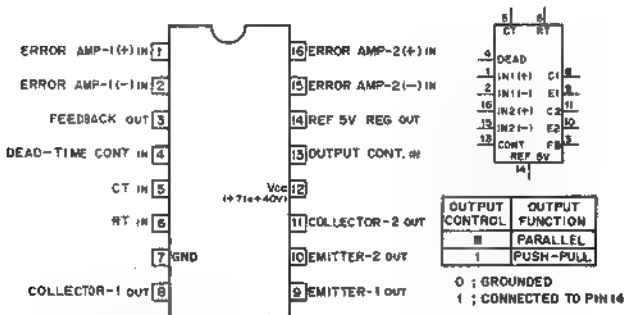 ERROR AMP-1(+) IN 1
ERROR AMP-1(-) IN 2
FEEDBACK OUT 3
DEAD-TIME CONT IN 4
CT IN 5
RT IN 6
7 GND
COLLECTOR-1 OUT 8
16 ERROR AMP-2(+) IN
15 ERROR AMP-2(-) IN
14 REF 5V REG OUT
13 OUTPUT CONT. IN
Vcc 12
11 COLLECTOR-2 OUT
10 EMITTER-2 OUT
9 EMITTER-1 OUT
5 6
CT RT
4 DEAD
1 IN1(+) C1
2 IN1(-) E1
16 IN2(+) C2 11
15 IN2(-) E2 10
13 CONT FB 3
REF 5V
14
OUTPUT CONTROL
OUTPUT FUNCTION
PARALLEL
1 PUSH-PULL
0 ; GROUNDED
1 ; CONNECTED TO PIN 14